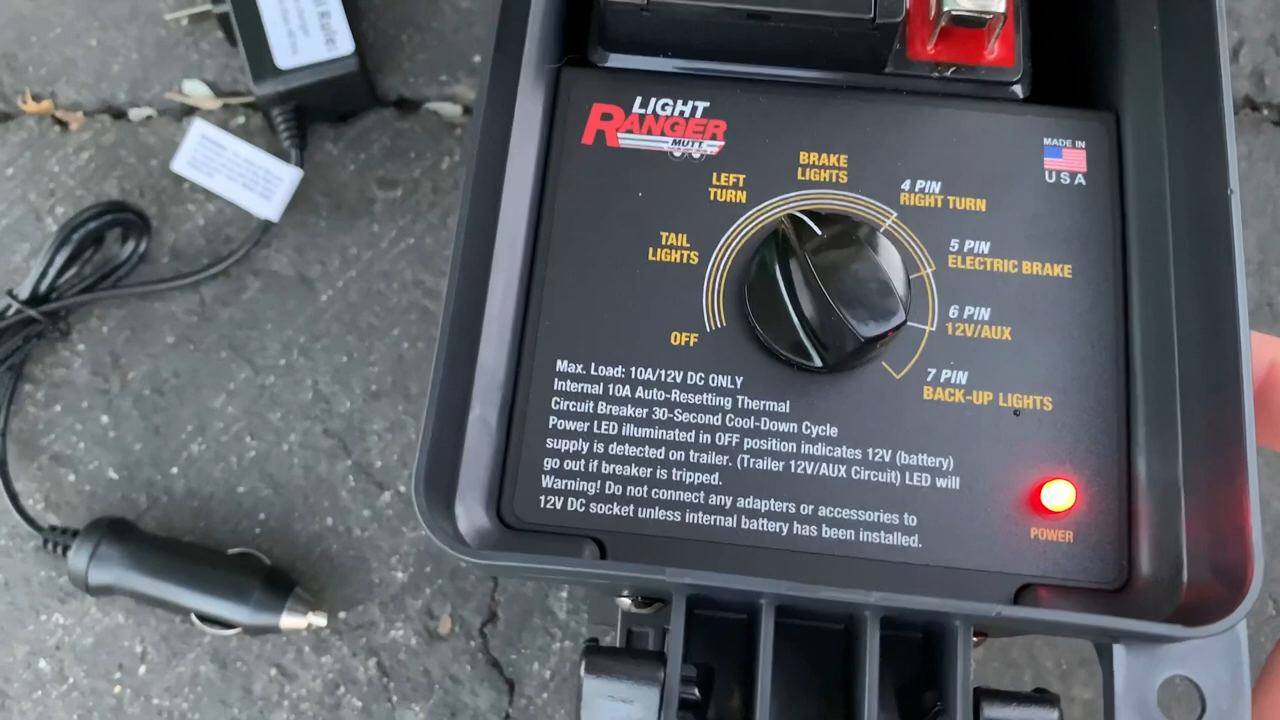 LIGHT
RANGER
MUTT
MADE IN
USA
BRAKE
LIGHTS
LEFT
TURN
4 PIN
RIGHT TURN
TAIL
LIGHTS
5 PIN
ELECTRIC BRAKE
6 PIN
12V/AUX
OFF
7 PIN
BACK-UP LIGHTS
Max. Load: 10A/12V DC ONLY
Internal 10A Auto-Resetting Thermal
Circuit Breaker 30-Second Cool-Down Cycle
Power LED illuminated in OFF position indicates 12V (battery)
supply is detected on trailer. (Trailer 12V/AUX Circuit) LED will
go out if breaker is tripped.
Warning! Do not connect any adapters or accessories to
12V DC socket unless internal battery has been installed.
POWER